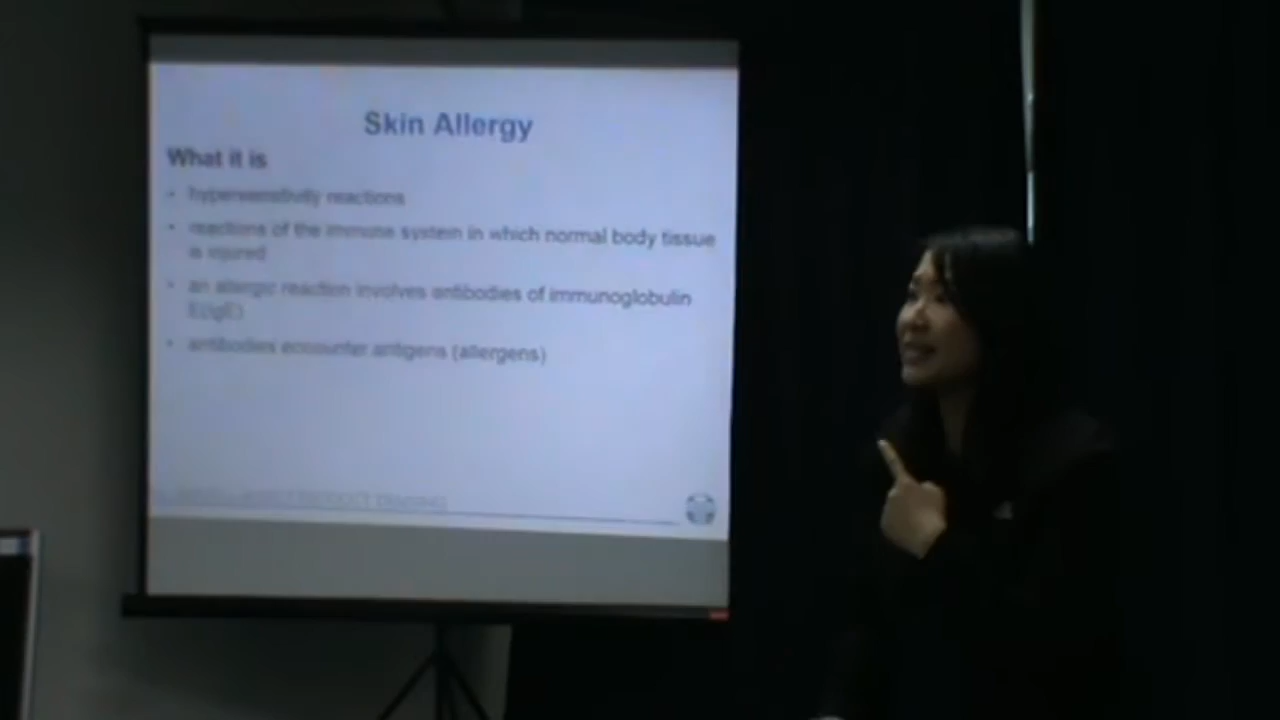 Skin Allergy
What it is
• hypersensitivity reactions
• reactions of the immune system in which normal body tissue
is injured
• an allergic reaction involves antibodies of immunoglobulin
E(IgE)
• antibodies encounter antigens (allergens)